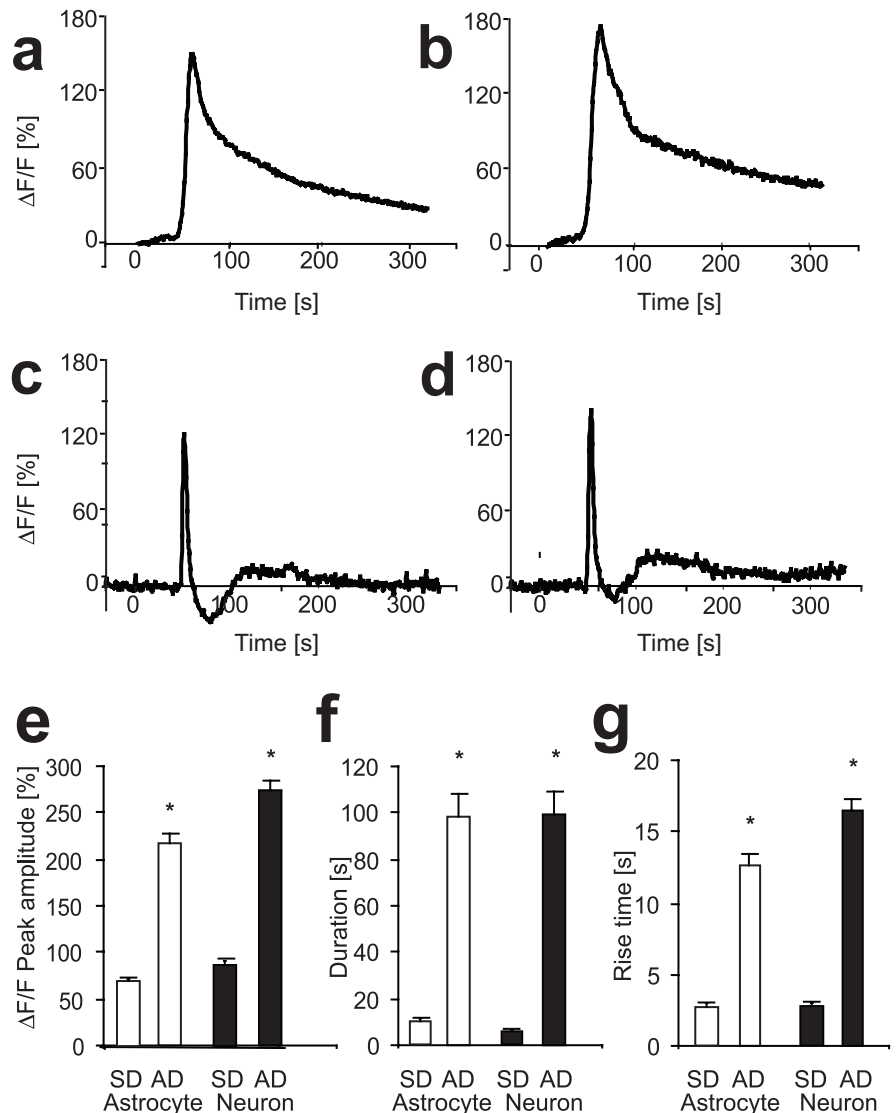 a
180
120
60
0
ΔF/F [%]
0 100 200 300
Time [s]
b
180
120
60
0
0 100 200 300
Time [s]
c
180
120
60
0
ΔF/F [%]
0 100 200 300
Time [s]
d
180
120
60
0
0 100 200 300
Time [s]
e
300
250
200
150
100
50
0
ΔF/F Peak amplitude [%]
* *
SD AD SD AD
Astrocyte Neuron
f
120
100
80
60
40
20
0
Duration [s]
* *
SD AD SD AD
Astrocyte Neuron
g
20
15
10
5
0
Rise time [s]
* *
SD AD SD AD
Astrocyte Neuron